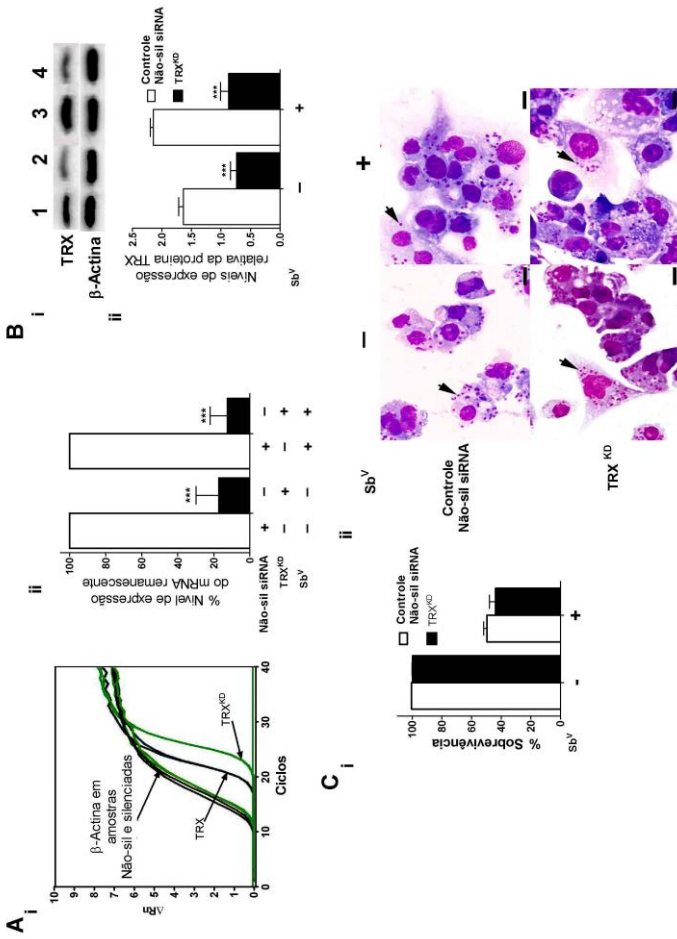 A
i
ΔRn
10
9
8
7
6
5
4
3
2
1
0
β-Actina em
amostras
Não-sil e silenciadas
TRX
TRX^KD
0
10
20
30
40
Ciclos
ii
% Nível de expressão
do mRNA remanescente
100
80
60
40
20
0
***
***
Não-sil siRNA + − + −
TRX^KD − + − +
Sb^V − − + +
B
i
1 2 3 4
TRX
β-Actina
ii
Níveis de expressão
relativa da proteína TRX
2.5
2.0
1.5
1.0
0.5
0.0
Controle
Não-sil siRNA
TRX^KD
***
***
Sb^V − +
C
i
% Sobrevivência
100
80
60
40
20
0
Controle
Não-sil siRNA
TRX^KD
Sb^V - +
ii
Sb^V − +
Controle
Não-sil siRNA
TRX^KD